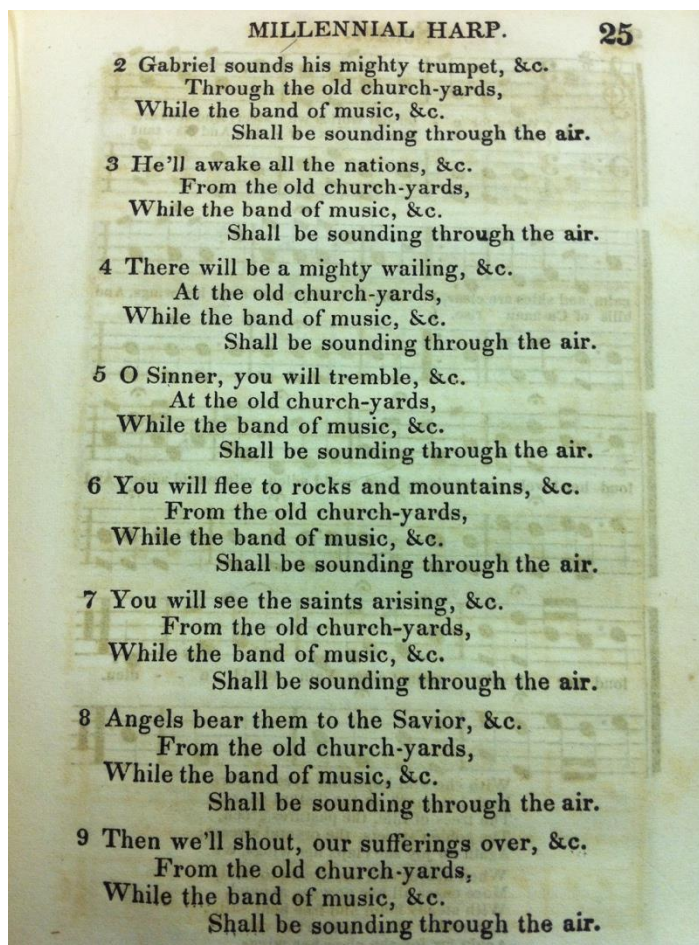 MILLENNIAL HARP. 25
2 Gabriel sounds his mighty trumpet, &c.
Through the old church-yards,
While the band of music, &c.
Shall be sounding through the air.
3 He'll awake all the nations, &c.
From the old church-yards,
While the band of music, &c.
Shall be sounding through the air.
4 There will be a mighty wailing, &c.
At the old church-yards,
While the band of music, &c.
Shall be sounding through the air.
5 O Sinner, you will tremble, &c.
At the old church-yards,
While the band of music, &c.
Shall be sounding through the air.
6 You will flee to rocks and mountains, &c.
From the old church-yards,
While the band of music, &c.
Shall be sounding through the air.
7 You will see the saints arising, &c.
From the old church-yards,
While the band of music, &c.
Shall be sounding through the air.
8 Angels bear them to the Savior, &c.
From the old church-yards,
While the band of music, &c.
Shall be sounding through the air.
9 Then we'll shout, our sufferings over, &c.
From the old church-yards,
While the band of music, &c.
Shall be sounding through the air.